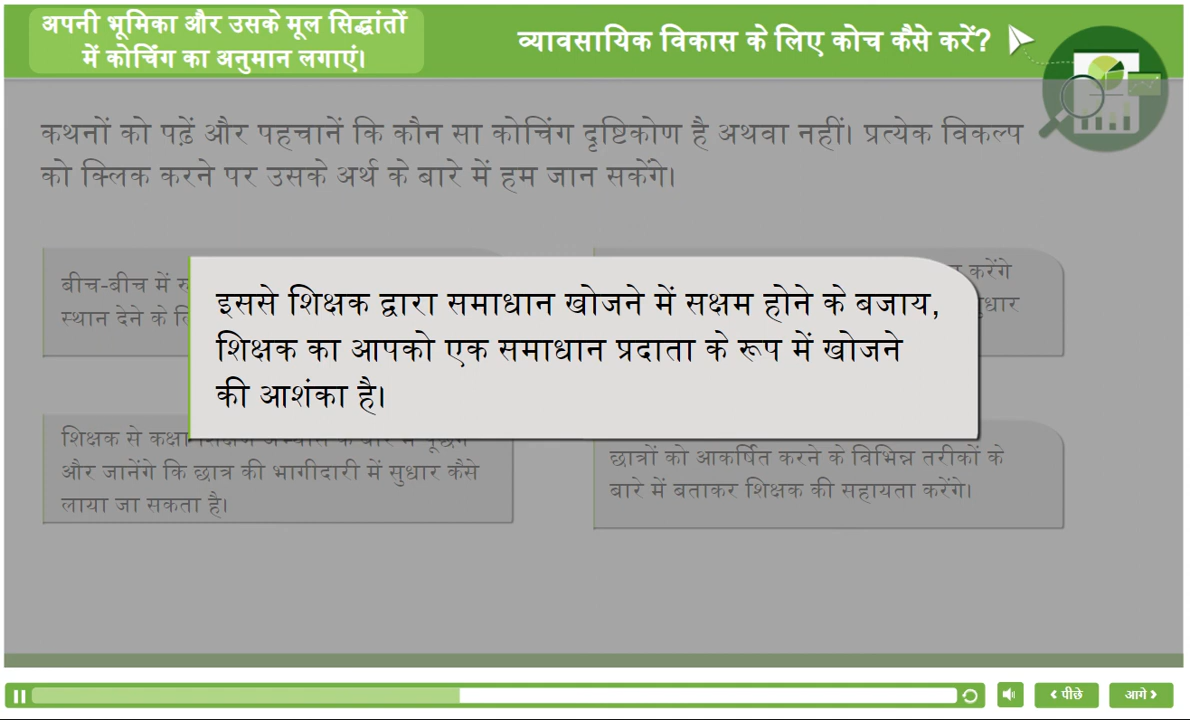 अपनी भूमिका और उसके मूल सिद्धांतों
में कोचिंग का अनुमान लगाएं।
व्यावसायिक विकास के लिए कोच कैसे करें?
कथनों को पढ़ें और पहचानें कि कौन सा कोचिंग दृष्टिकोण है अथवा नहीं। प्रत्येक विकल्प
को क्लिक करने पर उसके अर्थ के बारे में हम जान सकेंगे।
बीच-बीच में
स्थान देने के
करेंगे
इससे शिक्षक द्वारा समाधान खोजने में सक्षम होने के बजाय,
शिक्षक का आपको एक समाधान प्रदाता के रूप में खोजने
की आशंका है।
शिक्षक से कक्षा
और जानेंगे कि छात्र की भागीदारी में सुधार कैसे
लाया जा सकता है।
छात्रों को आकर्षित करने के विभिन्न तरीकों के
बारे में बताकर शिक्षक की सहायता करेंगे।
‹ पीछे
आगे ›